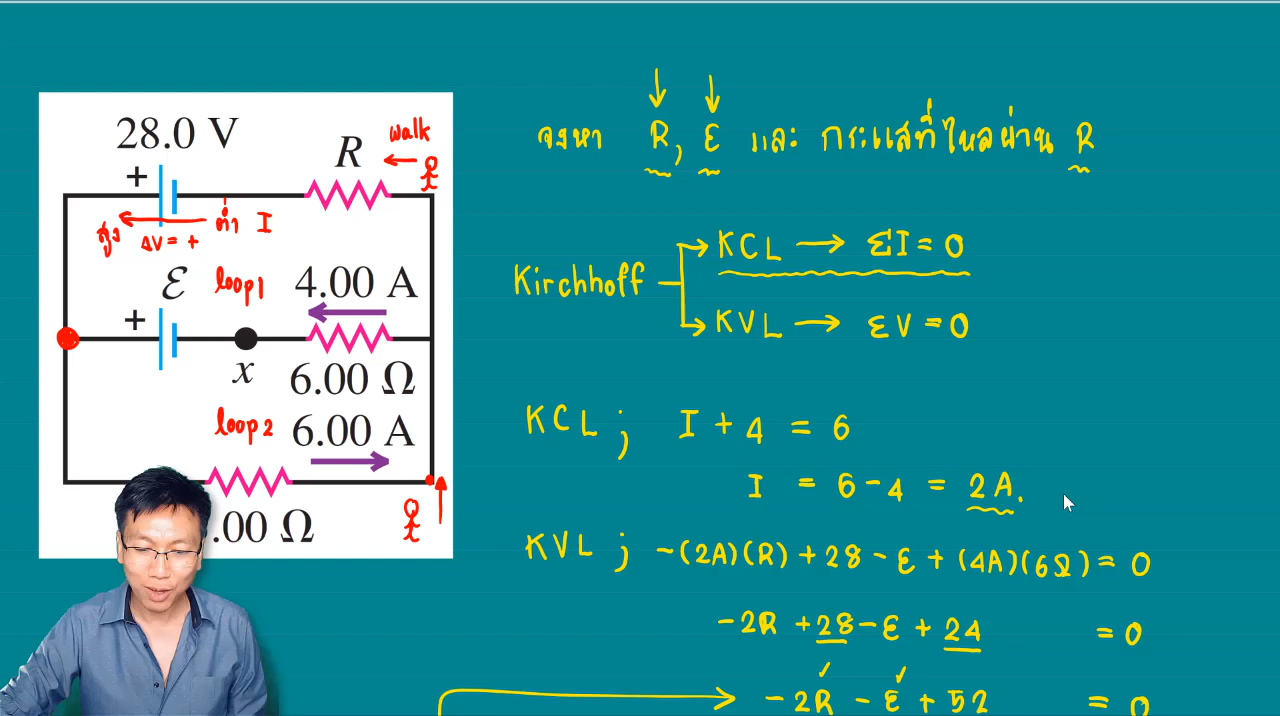 28.0 V
R
walk
+
สูง
ΔV = +
ต่ำ I
ℰ
loop1
4.00 A
+
x
6.00 Ω
loop2
6.00 A
.00 Ω
จงหา R, ε และ กระแสที่ไหลผ่าน R
Kirchhoff
KCL → ΣI = 0
KVL → ΣV = 0
KCL ; I + 4 = 6
I = 6 - 4 = 2 A.
KVL ; -(2A)(R) + 28 - ε + (4A)(6Ω) = 0
-2R + 28 - ε + 24 = 0
-2R - ε + 52 = 0